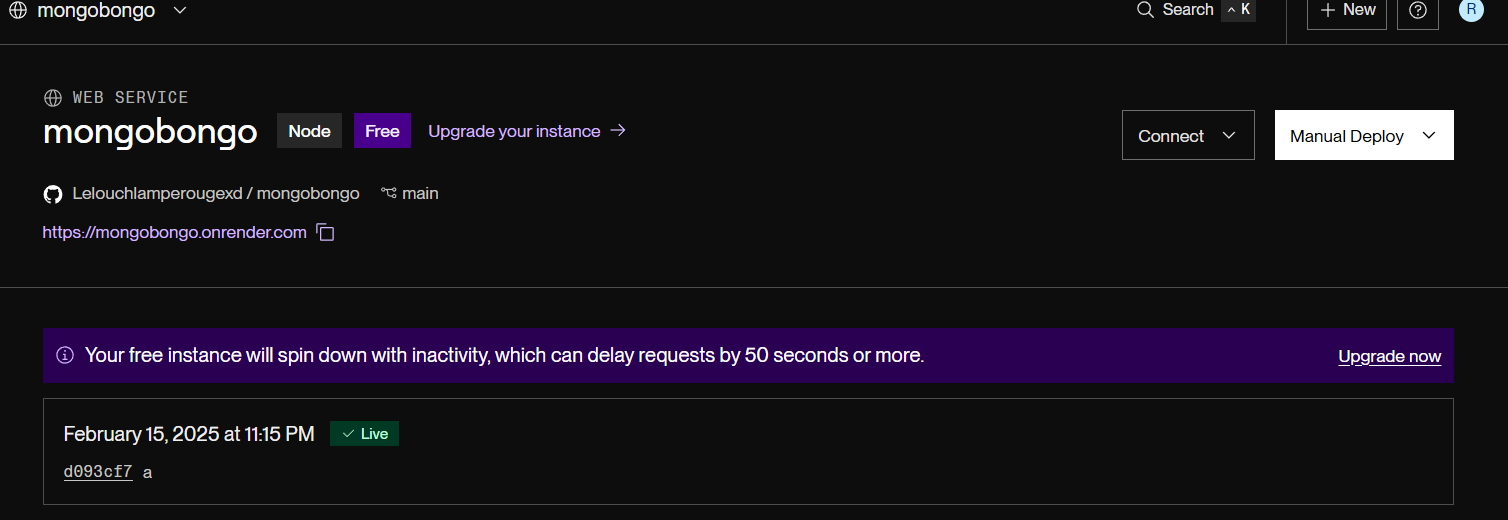 mongobongo
Search ^ K
+ New
R
WEB SERVICE
mongobongo Node Free Upgrade your instance →
Connect
Manual Deploy
Lelouchlamperougexd / mongobongo main
https://mongobongo.onrender.com
Your free instance will spin down with inactivity, which can delay requests by 50 seconds or more. Upgrade now
February 15, 2025 at 11:15 PM ✓ Live
d093cf7 a